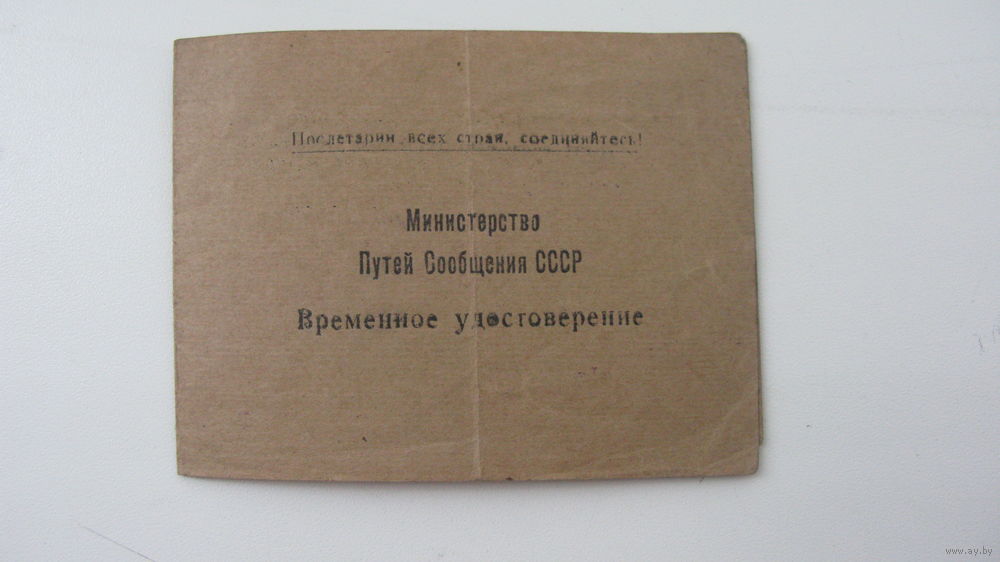 Пролетарии всех стран, соединяйтесь!
Министерство
Путей Сообщения СССР
Временное удостоверение
www.ay.by